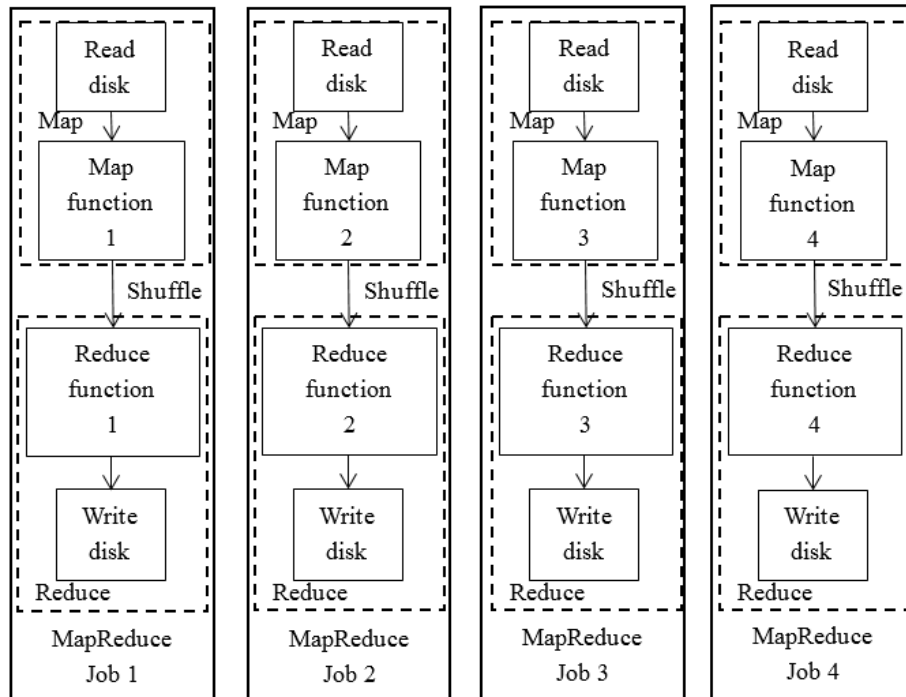 Read
disk
Map
Map
function
1
Shuffle
Reduce
function
1
Write
disk
Reduce
MapReduce
Job 1
Read
disk
Map
Map
function
2
Shuffle
Reduce
function
2
Write
disk
Reduce
MapReduce
Job 2
Read
disk
Map
Map
function
3
Shuffle
Reduce
function
3
Write
disk
Reduce
MapReduce
Job 3
Read
disk
Map
Map
function
4
Shuffle
Reduce
function
4
Write
disk
Reduce
MapReduce
Job 4